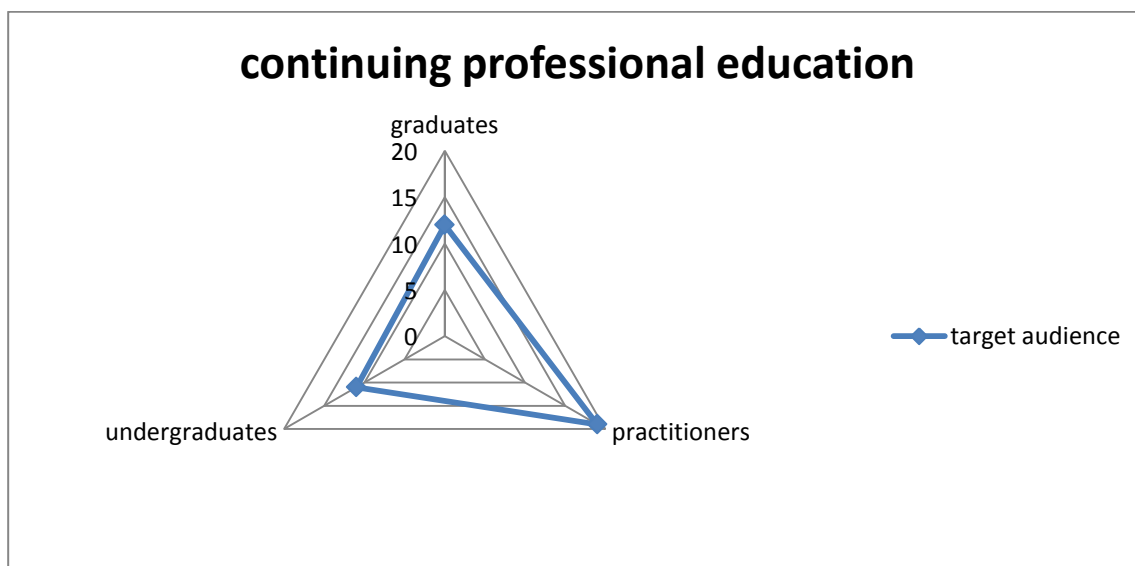 continuing professional education
graduates
20
15
10
5
0
target audience
undergraduates
practitioners